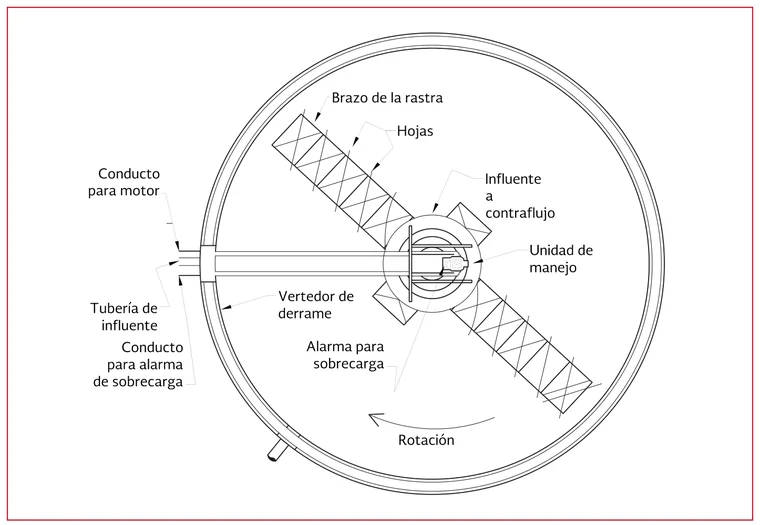 Brazo de la rastra
Hojas
Conducto
para motor
Influente
a
contraflujo
Unidad de
manejo
Tubería de
influente
Vertedor de
derrame
Conducto
para alarma
de sobrecarga
Alarma para
sobrecarga
Rotación